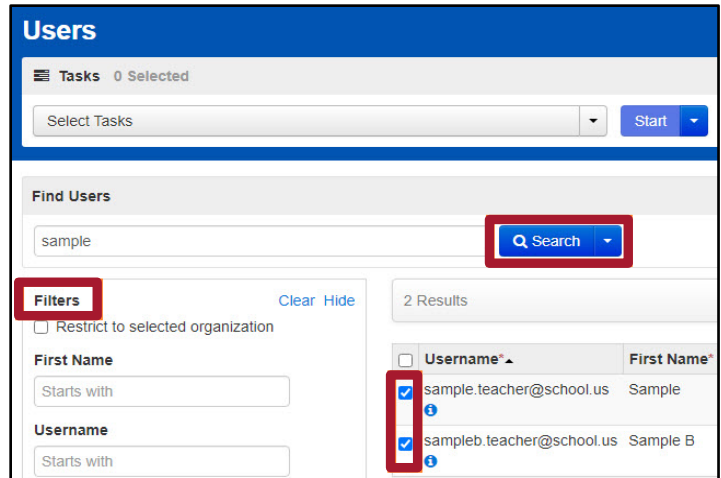 Users
Tasks 0 Selected
Select Tasks
Start
Find Users
sample
Search
Filters Clear Hide
Restrict to selected organization
First Name
Starts with
Username
Starts with
2 Results
Username* First Name*
sample.teacher@school.us Sample
sampleb.teacher@school.us Sample B